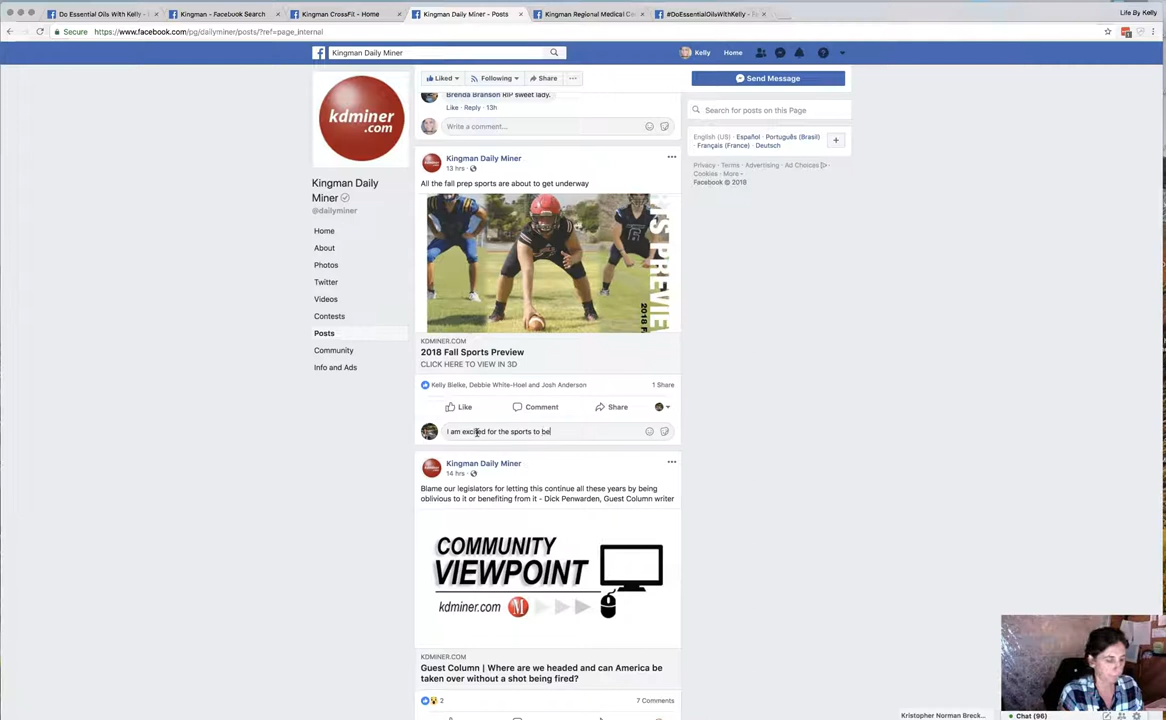 Do Essential Oils With Kelly -
Kingman - Facebook Search
Kingman CrossFit - Home
Kingman Daily Miner - Posts
Kingman Regional Medical Ce
#DoEssentialOilsWithKelly - F
Life By Kelly
Secure https://www.facebook.com/pg/dailyminer/posts/?ref=page_internal
Kingman Daily Miner
Kelly Home
kdminer
.com
Kingman Daily
Miner
@dailyminer
Home
About
Photos
Twitter
Videos
Contests
Posts
Community
Info and Ads
Liked Following Share
Brenda Branson RIP sweet lady.
Like · Reply · 13h
Write a comment...
Kingman Daily Miner
13 hrs ·
All the fall prep sports are about to get underway
6
2018 F
KDMINER.COM
2018 Fall Sports Preview
CLICK HERE TO VIEW IN 3D
Kelly Bielke, Debbie White-Hoel and Josh Anderson 1 Share
Like Comment Share
I am excited for the sports to be
Kingman Daily Miner
14 hrs ·
Blame our legislators for letting this continue all these years by being
oblivious to it or benefiting from it - Dick Penwarden, Guest Column writer
COMMUNITY
VIEWPOINT
kdminer.com M
KDMINER.COM
Guest Column | Where are we headed and can America be
taken over without a shot being fired?
2 7 Comments
Send Message
Search for posts on this Page
English (US) · Español · Português (Brasil) ·
Français (France) · Deutsch
Privacy · Terms · Advertising · Ad Choices ·
Cookies · More
Facebook © 2018
Kristopher Norman Breck...
Chat (96)